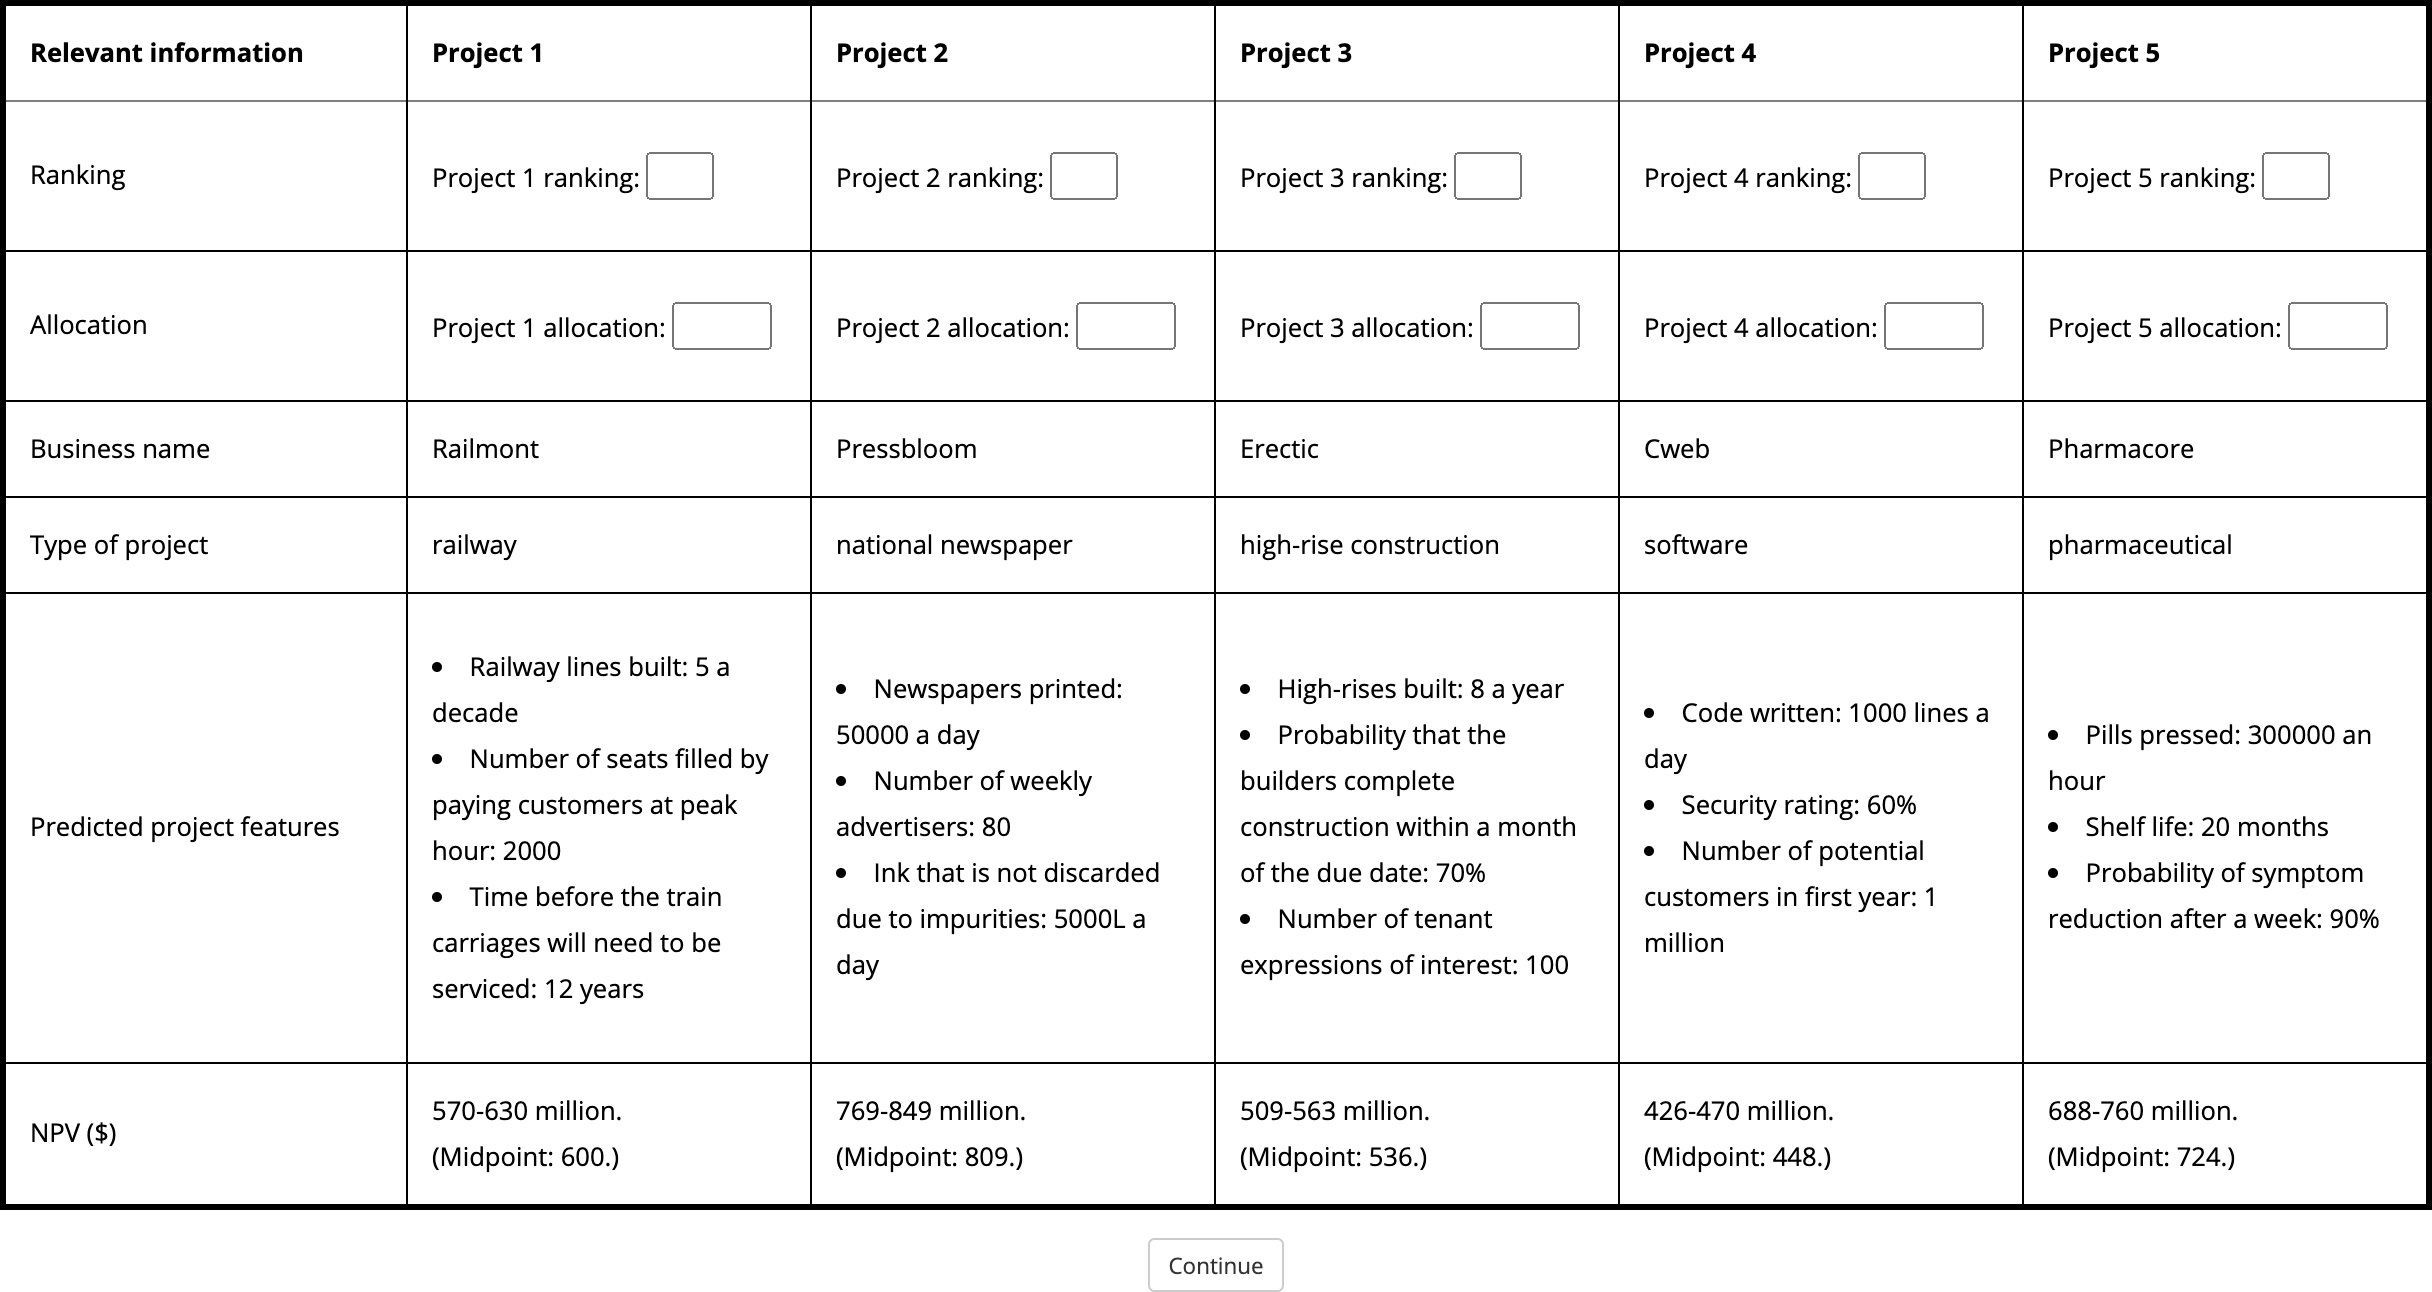 Relevant information Project 1 Project 2 Project 3 Project 4 Project 5
Ranking Project 1 ranking: Project 2 ranking: Project 3 ranking: Project 4 ranking: Project 5 ranking:
Allocation Project 1 allocation: Project 2 allocation: Project 3 allocation: Project 4 allocation: Project 5 allocation:
Business name Railmont Pressbloom Erectic Cweb Pharmacore
Type of project railway national newspaper high-rise construction software pharmaceutical
Predicted project features
• Railway lines built: 5 a
decade
• Number of seats filled by
paying customers at peak
hour: 2000
• Time before the train
carriages will need to be
serviced: 12 years
• Newspapers printed:
50000 a day
• Number of weekly
advertisers: 80
• Ink that is not discarded
due to impurities: 5000L a
day
• High-rises built: 8 a year
• Probability that the
builders complete
construction within a month
of the due date: 70%
• Number of tenant
expressions of interest: 100
• Code written: 1000 lines a
day
• Security rating: 60%
• Number of potential
customers in first year: 1
million
• Pills pressed: 300000 an
hour
• Shelf life: 20 months
• Probability of symptom
reduction after a week: 90%
NPV ($)
570-630 million.
(Midpoint: 600.)
769-849 million.
(Midpoint: 809.)
509-563 million.
(Midpoint: 536.)
426-470 million.
(Midpoint: 448.)
688-760 million.
(Midpoint: 724.)
Continue